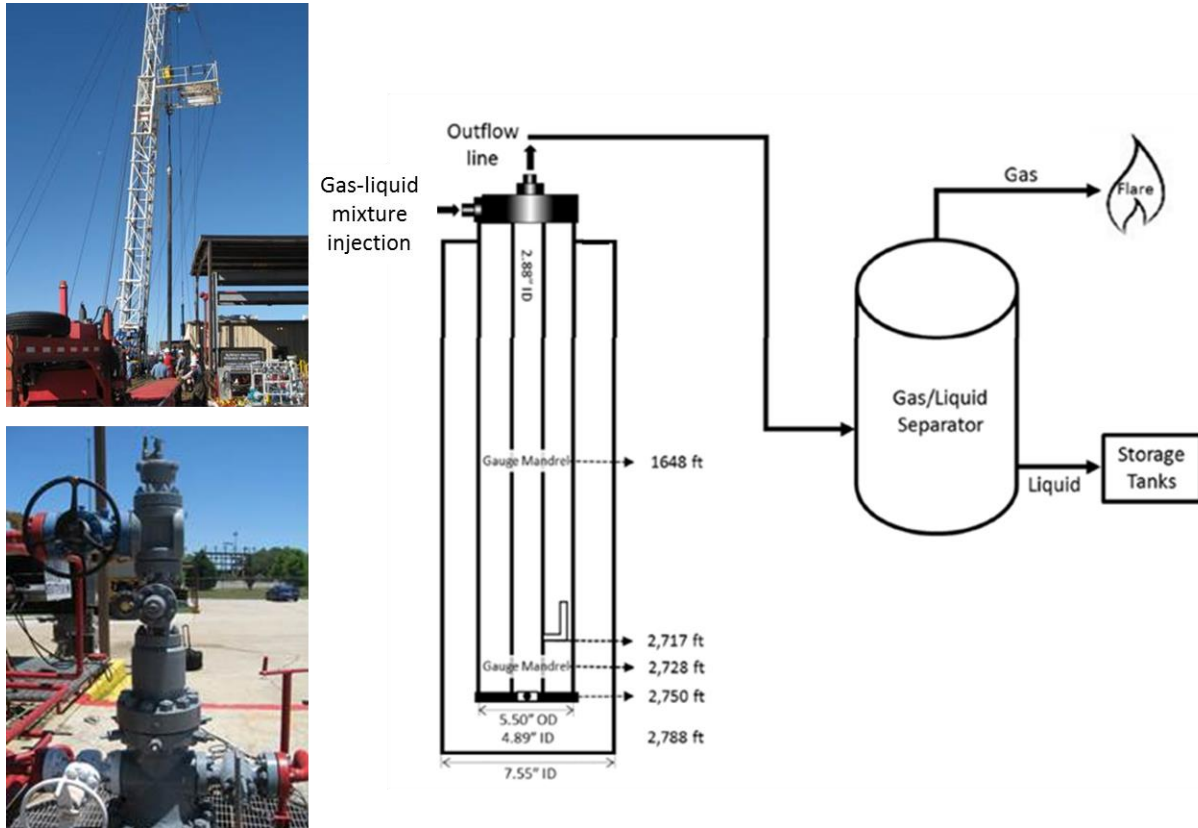 Outflow
line
Gas-liquid
mixture
injection
2.88" ID
Gas
Flare
Gas/Liquid
Separator
Gauge Mandrel
1648 ft
Storage
Tanks
Liquid
2,717 ft
Gauge Mandrel
2,728 ft
2,750 ft
5.50" OD
4.89" ID
2,788 ft
7.55" ID